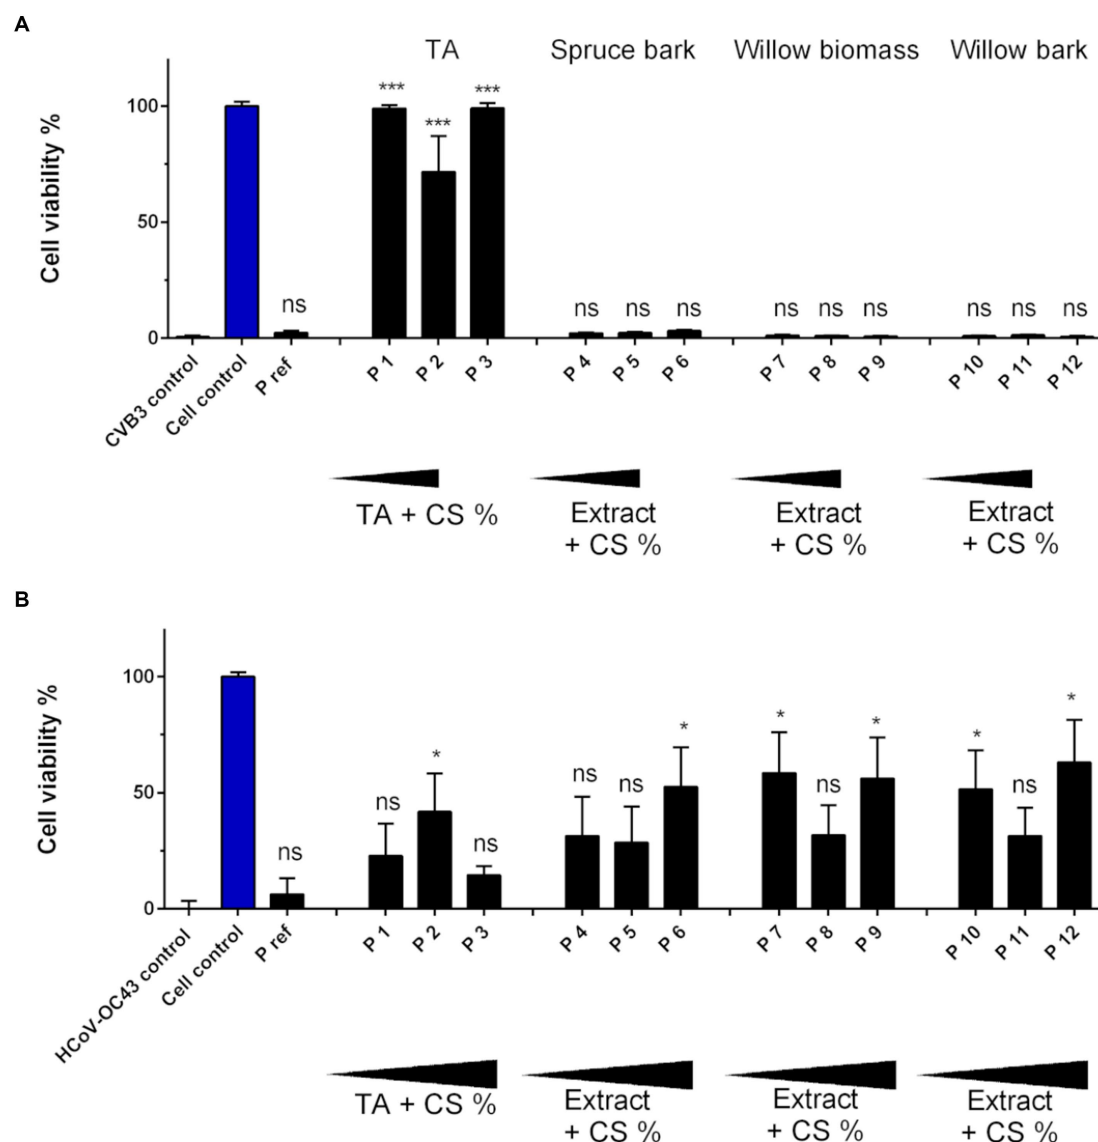 A
TA Spruce bark Willow biomass Willow bark
Cell viability %
100
50
0
*** *** ***
ns ns ns ns ns ns ns ns ns ns
CVB3 control Cell control P ref P 1 P 2 P 3 P 4 P 5 P 6 P 7 P 8 P 9 P 10 P 11 P 12
TA + CS % Extract Extract Extract
+ CS % + CS % + CS %
B
Cell viability %
100
50
0
ns ns * ns ns ns * * ns * * ns *
HCoV-OC43 control Cell control P ref P 1 P 2 P 3 P 4 P 5 P 6 P 7 P 8 P 9 P 10 P 11 P 12
TA + CS % Extract Extract Extract
+ CS % + CS % + CS %